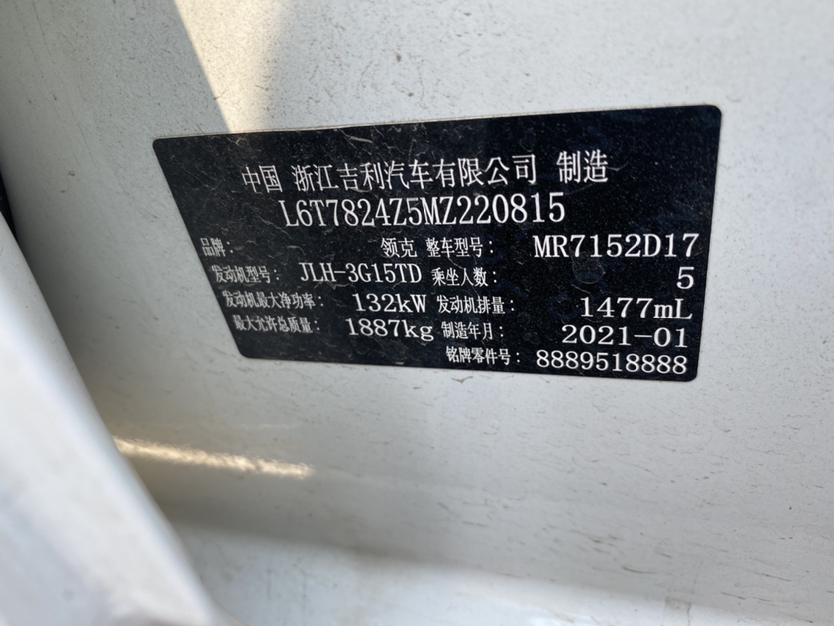 中国 浙江吉利汽车有限公司 制造
L6T7824Z5MZ220815
品牌: 领克 整车型号: MR7152D17
发动机型号: JLH-3G15TD 乘坐人数: 5
发动机最大净功率: 132kW 发动机排量: 1477mL
最大允许总质量: 1887kg 制造年月: 2021-01
铭牌零件号: 8889518888